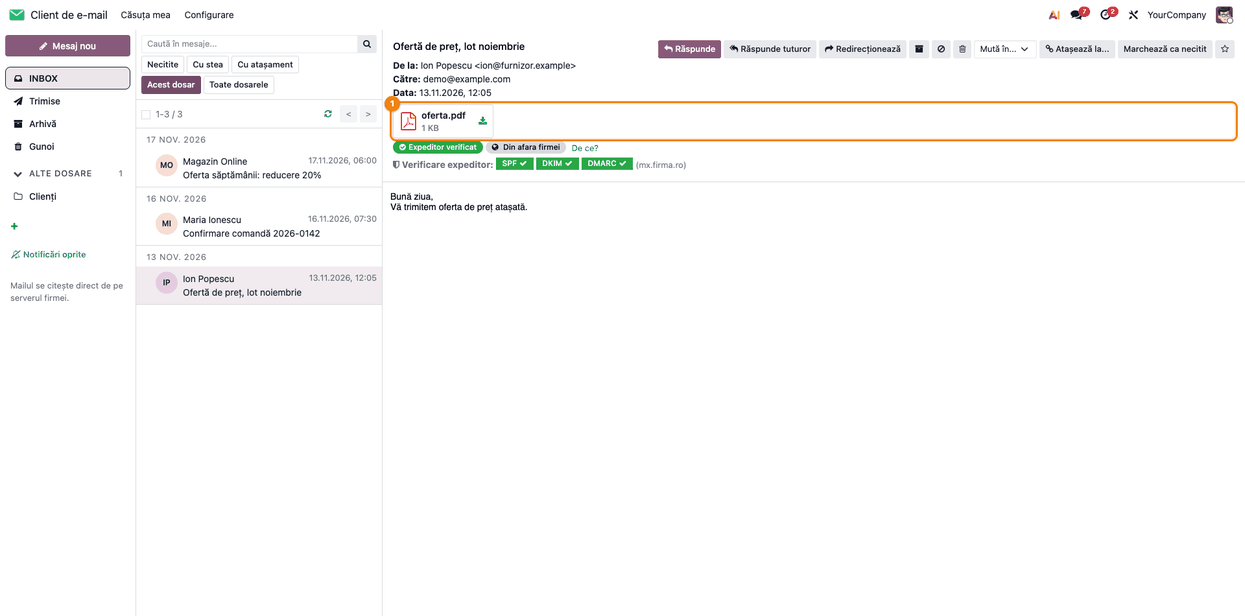 Client de e-mail
Căsuța mea
Configurare
7
2
YourCompany
Mesaj nou
INBOX
Trimise
Arhivă
Gunoi
ALTE DOSARE 1
Clienți
+
Notificări oprite
Mailul se citește direct de pe
serverul firmei.
Caută în mesaje...
Necitite
Cu stea
Cu atașament
Acest dosar
Toate dosarele
1-3 / 3
<
>
17 NOV. 2026
MO
Magazin Online 17.11.2026, 06:00
Oferta săptămânii: reducere 20%
16 NOV. 2026
MI
Maria Ionescu 16.11.2026, 07:30
Confirmare comandă 2026-0142
13 NOV. 2026
IP
Ion Popescu 13.11.2026, 12:05
Ofertă de preț, lot noiembrie
Ofertă de preț, lot noiembrie
Răspunde
Răspunde tuturor
Redirecționează
Mută în...
Atașează la...
Marchează ca necitit
De la: Ion Popescu <ion@furnizor.example>
Către: demo@example.com
Data: 13.11.2026, 12:05
1
oferta.pdf
1 KB
Expeditor verificat
Din afara firmei
De ce?
Verificare expeditor: SPF ✓ DKIM ✓ DMARC ✓ (mx.firma.ro)
Bună ziua,
Vă trimitem oferta de preț atașată.